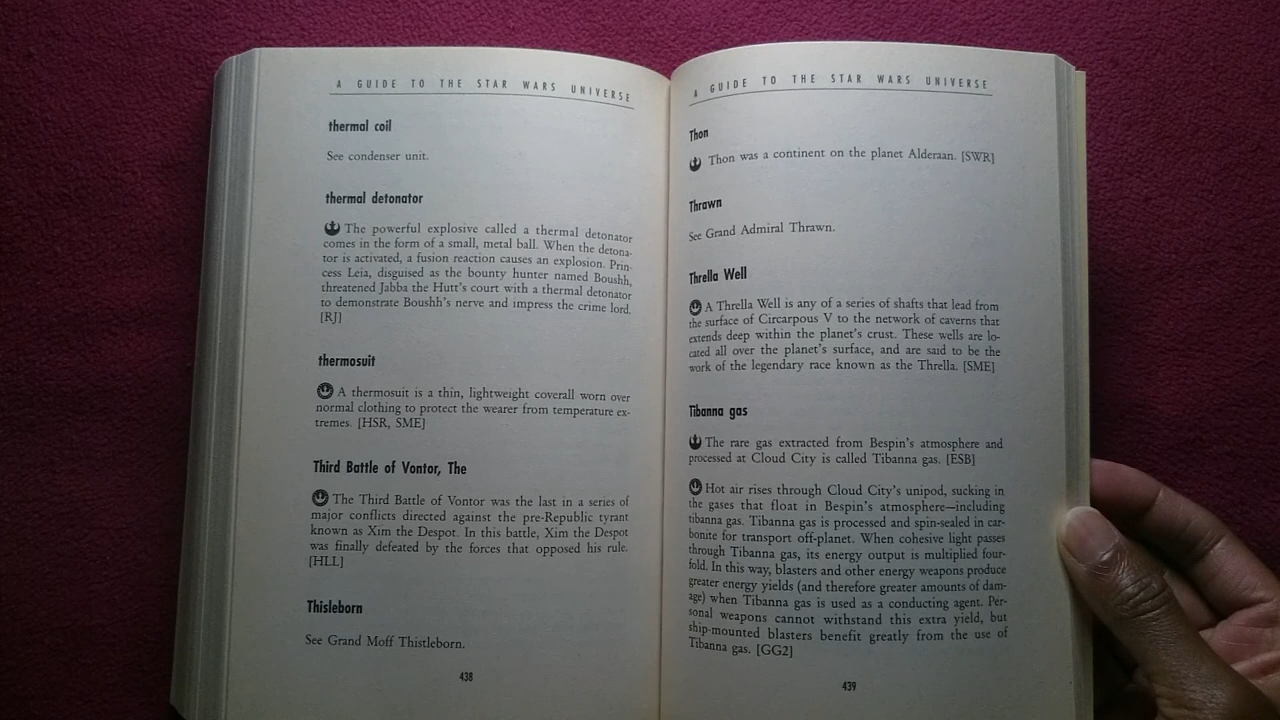 A GUIDE TO THE STAR WARS UNIVERSE
thermal coil
See condenser unit.
thermal detonator
The powerful explosive called a thermal detonator
comes in the form of a small, metal ball. When the detona-
tor is activated, a fusion reaction causes an explosion. Prin-
cess Leia, disguised as the bounty hunter named Boushh,
threatened Jabba the Hutt's court with a thermal detonator
to demonstrate Boushh's nerve and impress the crime lord.
[RJ]
thermosuit
A thermosuit is a thin, lightweight coverall worn over
normal clothing to protect the wearer from temperature ex-
tremes. [HSR, SME]
Third Battle of Vontor, The
The Third Battle of Vontor was the last in a series of
major conflicts directed against the pre-Republic tyrant
known as Xim the Despot. In this battle, Xim the Despot
was finally defeated by the forces that opposed his rule.
[HLL]
Thisleborn
See Grand Moff Thistleborn.
438
A GUIDE TO THE STAR WARS UNIVERSE
Thon
Thon was a continent on the planet Alderaan. [SWR]
Thrawn
See Grand Admiral Thrawn.
Thrella Well
A Thrella Well is any of a series of shafts that lead from
the surface of Circarpous V to the network of caverns that
extends deep within the planet's crust. These wells are lo-
cated all over the planet's surface, and are said to be the
work of the legendary race known as the Thrella. [SME]
Tibanna gas
The rare gas extracted from Bespin's atmosphere and
processed at Cloud City is called Tibanna gas. [ESB]
Hot air rises through Cloud City's unipod, sucking in
the gases that float in Bespin's atmosphere—including
tibanna gas. Tibanna gas is processed and spin-sealed in car-
bonite for transport off-planet. When cohesive light passes
through Tibanna gas, its energy output is multiplied four-
fold. In this way, blasters and other energy weapons produce
greater energy yields (and therefore greater amounts of dam-
age) when Tibanna gas is used as a conducting agent. Per-
sonal weapons cannot withstand this extra yield, but
ship-mounted blasters benefit greatly from the use of
Tibanna gas. [GG2]
439